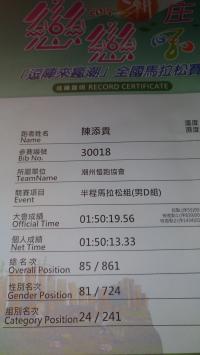 戀戀
庄
「逗陣來瘋潮」全國馬拉松賽
成績證明 RECORD CERTIFICATE
跑者姓名 陳添貴
Name
參賽編號 30018
Bib No.
所屬單位 潮州慢跑協會
TeamName
競賽項目 半程馬拉松組(男D組)
Event
大會成績 01:50:19.56
Official Time
個人成績 01:50:13.33
Net Time
總名次 85 / 861
Overall Position
性別名次 81 / 724
Gender Position
組別名次 24 / 241
Category Position